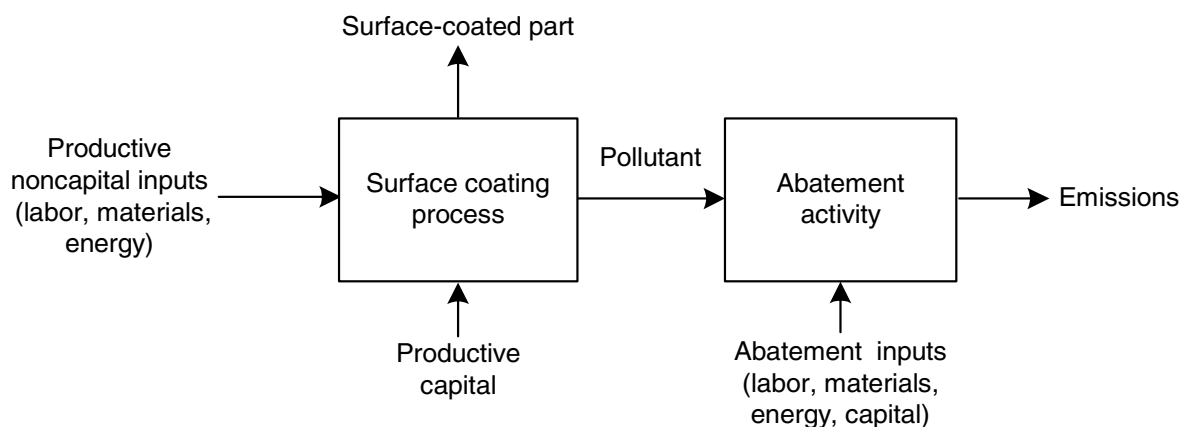 Surface-coated part
Productive
noncapital inputs
(labor, materials,
energy)
Surface coating
process
Pollutant
Abatement
activity
Emissions
Productive
capital
Abatement inputs
(labor, materials,
energy, capital)